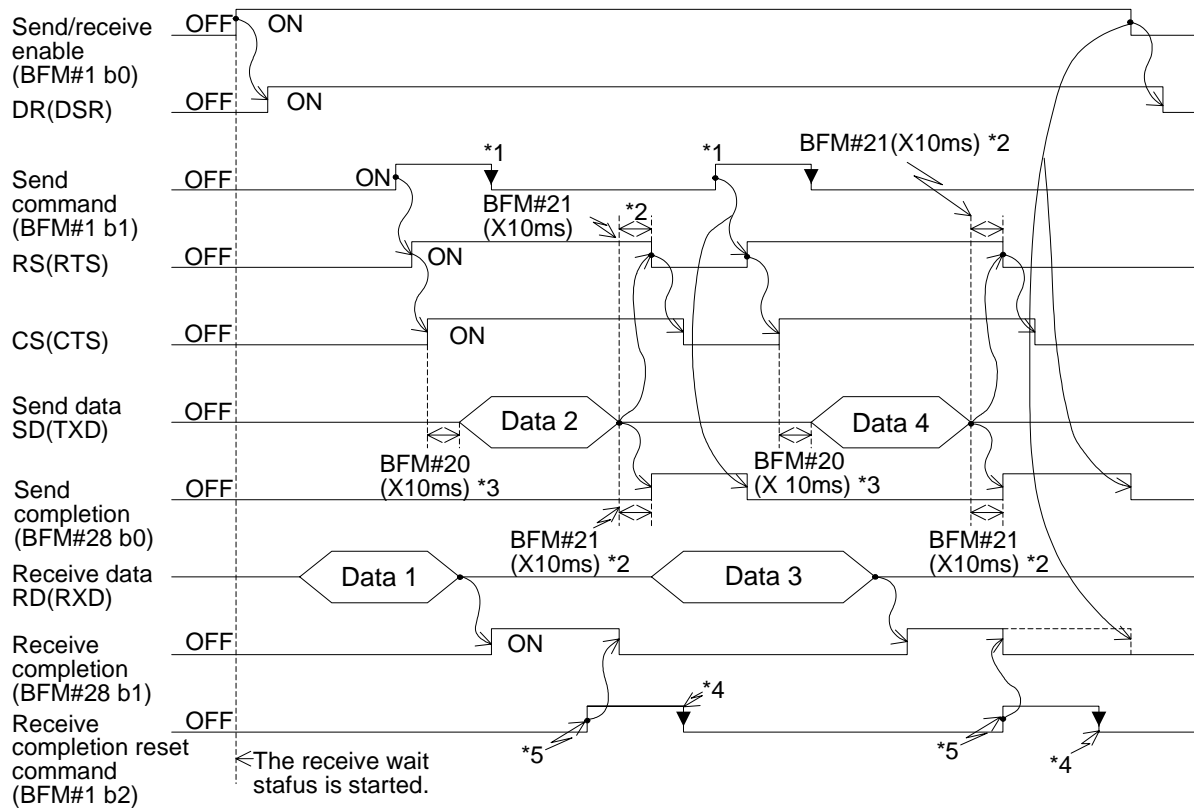 Send/receive
enable
(BFM#1 b0)
OFF
ON
DR(DSR)
OFF
ON
Send
command
(BFM#1 b1)
OFF
ON
*1
*1
BFM#21(X10ms) *2
BFM#21
(X10ms)
*2
RS(RTS)
OFF
ON
CS(CTS)
OFF
ON
Send data
SD(TXD)
OFF
Data 2
Data 4
BFM#20
(X10ms) *3
BFM#20
(X 10ms) *3
Send
completion
(BFM#28 b0)
OFF
BFM#21
(X10ms) *2
BFM#21
(X10ms) *2
Receive data
RD(RXD)
Data 1
Data 3
Receive
completion
(BFM#28 b1)
OFF
ON
Receive
completion reset
command
(BFM#1 b2)
OFF
*5
*4
*5
*4
The receive wait
stafus is started.